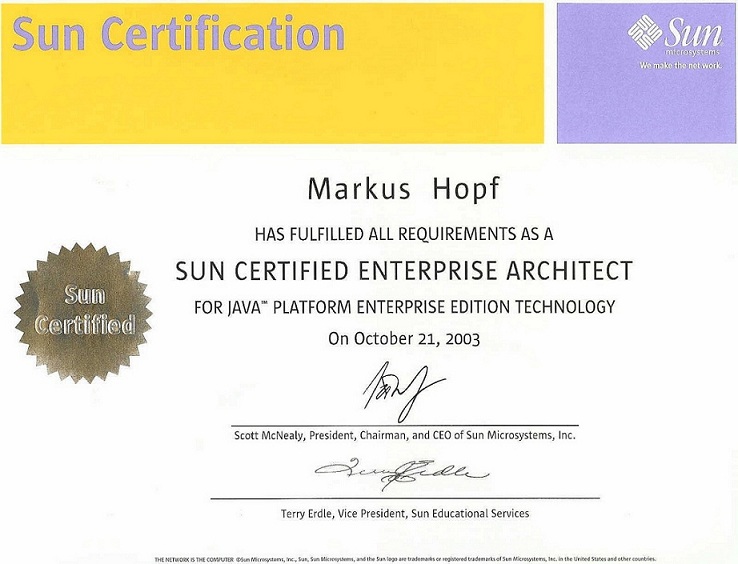 Sun Certification
Sun
microsystems
We make the net work.
Markus Hopf
HAS FULFILLED ALL REQUIREMENTS AS A
SUN CERTIFIED ENTERPRISE ARCHITECT
FOR JAVA™ PLATFORM ENTERPRISE EDITION TECHNOLOGY
On October 21, 2003
Sun
Certified
Scott McNealy, President, Chairman, and CEO of Sun Microsystems, Inc.
Terry Erdle
Terry Erdle, Vice President, Sun Educational Services
THE NETWORK IS THE COMPUTER ©Sun Microsystems, Inc., Sun, Sun Microsystems, and the Sun logo are trademarks or registered trademarks of Sun Microsystems, Inc. in the United States and other countries.